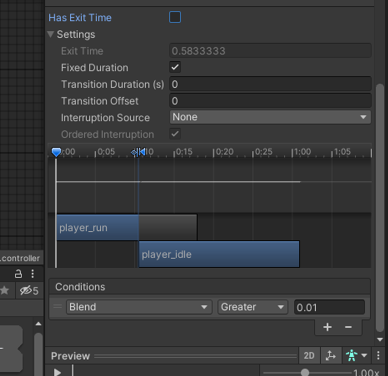 Has Exit Time
Settings
Exit Time 0.5833333
Fixed Duration
Transition Duration (s) 0
Transition Offset 0
Interruption Source None
Ordered Interruption
:00 0:05 0:10 0:15 0:20 0:25 1:00 1:05
player_run
.controller
player_idle
5
Conditions
Blend Greater 0.01
+ −
Preview 2D
1.00x